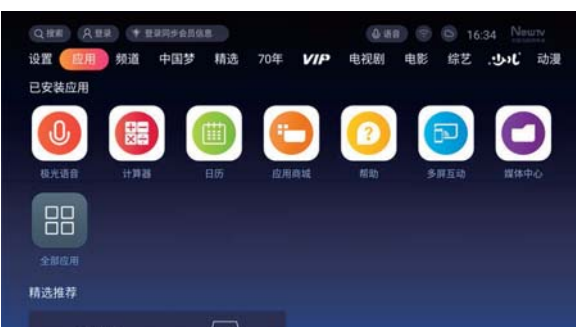 搜索 登录 登录同步会员信息 语音 16:34 Newtv
设置 应用 频道 中国梦 精选 70年 VIP 电视剧 电影 综艺 少儿 动漫
已安装应用
极光语音 计算器 日历 应用商城 帮助 多屏互动 媒体中心
全部应用
精选推荐